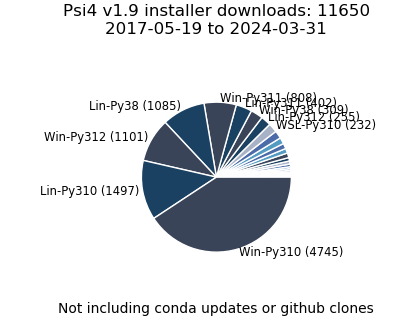 Psi4 v1.9 installer downloads: 11650
2017-05-19 to 2024-03-31
Win-Py311 (808)
Lin-Py311 (402)
Lin-Py38 (1085)
Win-Py38 (309)
Lin-Py312 (255)
WSL-Py310 (232)
Win-Py312 (1101)
Lin-Py310 (1497)
Win-Py310 (4745)
Not including conda updates or github clones